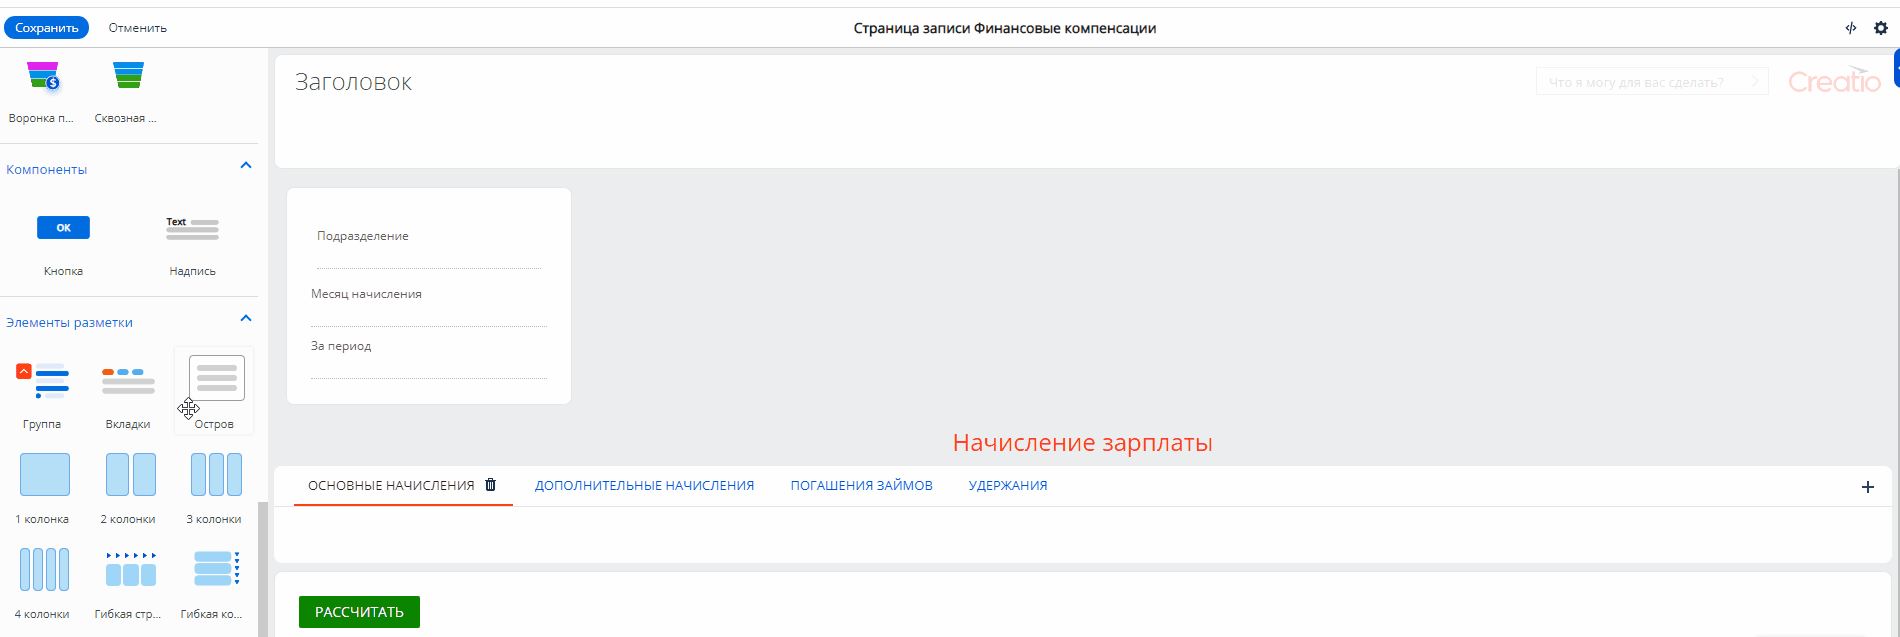 Сохранить
Отменить
Страница записи Финансовые компенсации
Воронка п...
Сквозная ...
Компоненты
OK
Text
Кнопка
Надпись
Элементы разметки
Группа
Вкладки
Остров
1 колонка
2 колонки
3 колонки
4 колонки
Гибкая стр...
Гибкая ко...
Заголовок
Что я могу для вас сделать?
Creatio
Подразделение
Месяц начисления
За период
Начисление зарплаты
ОСНОВНЫЕ НАЧИСЛЕНИЯ
ДОПОЛНИТЕЛЬНЫЕ НАЧИСЛЕНИЯ
ПОГАШЕНИЯ ЗАЙМОВ
УДЕРЖАНИЯ
РАССЧИТАТЬ